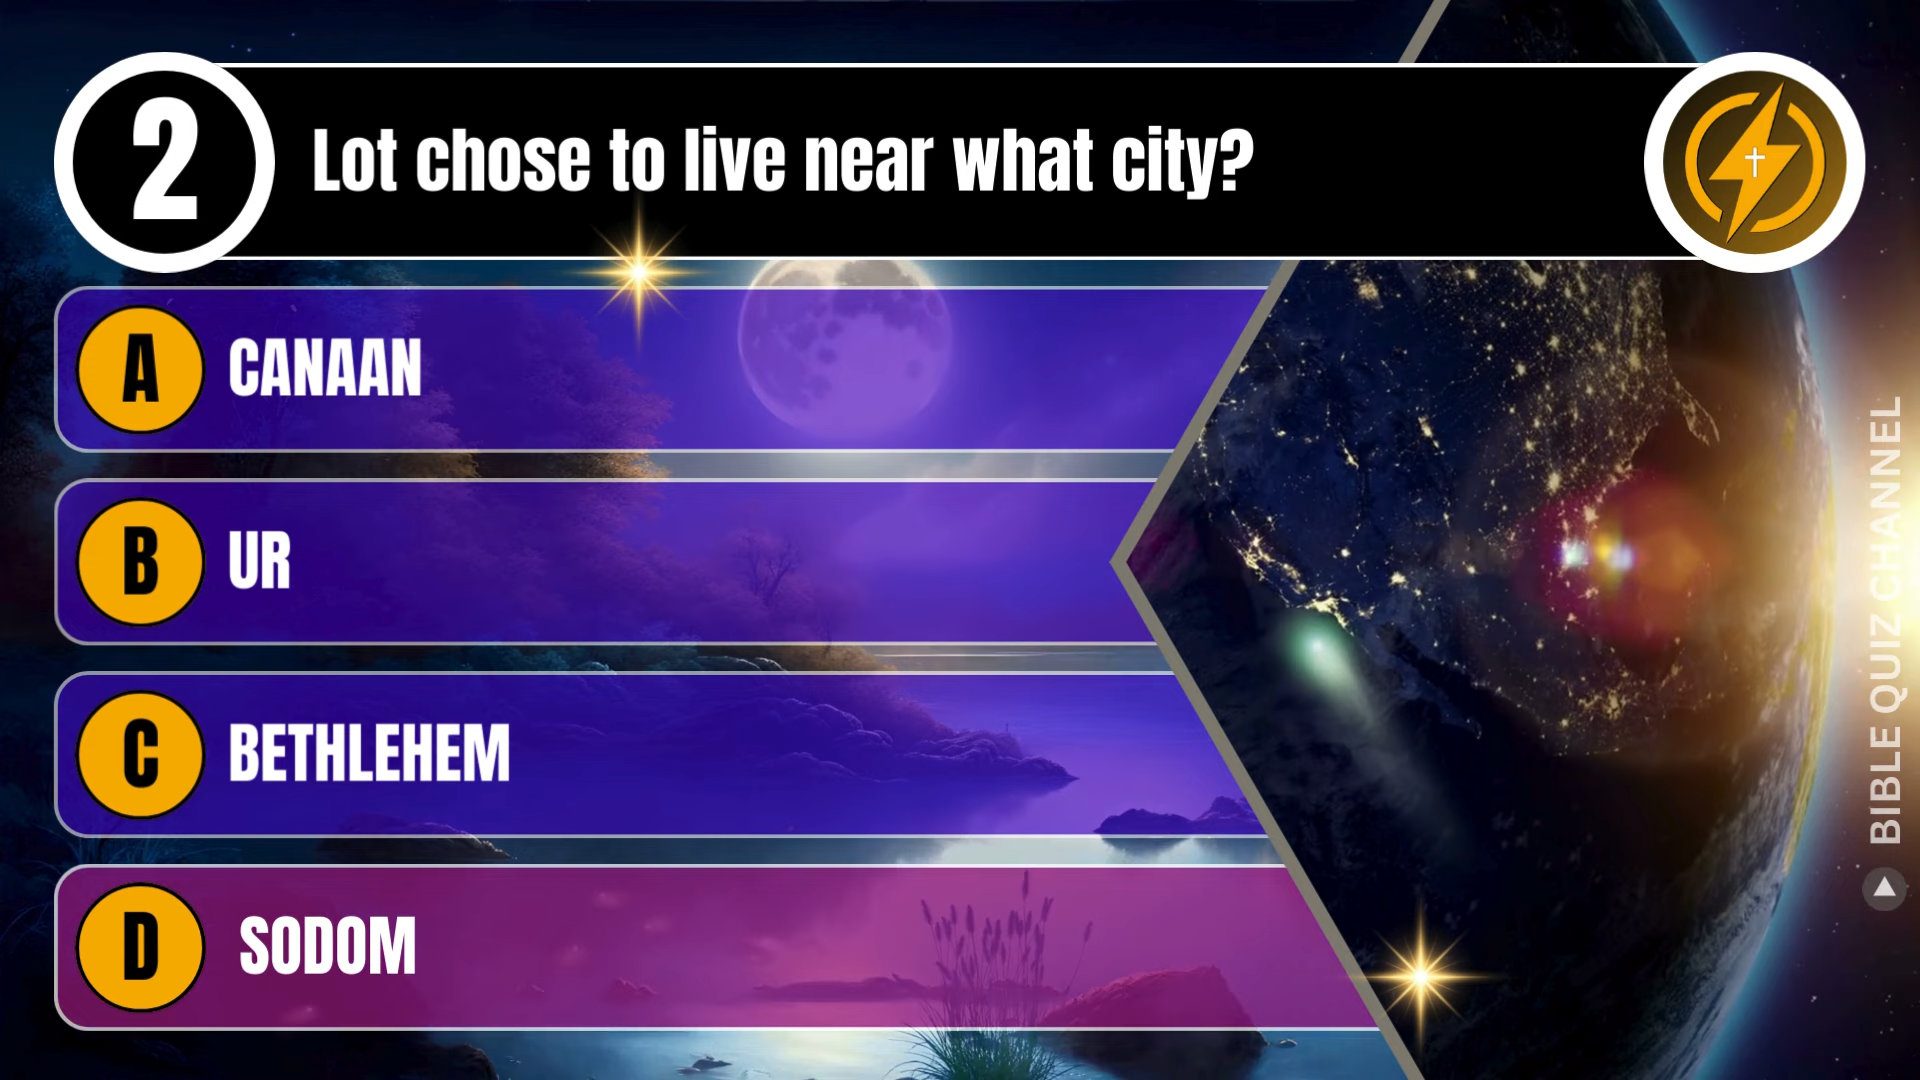 2
Lot chose to live near what city?
A
CANAAN
B
UR
C
BETHLEHEM
D
SODOM
BIBLE QUIZ CHANNEL